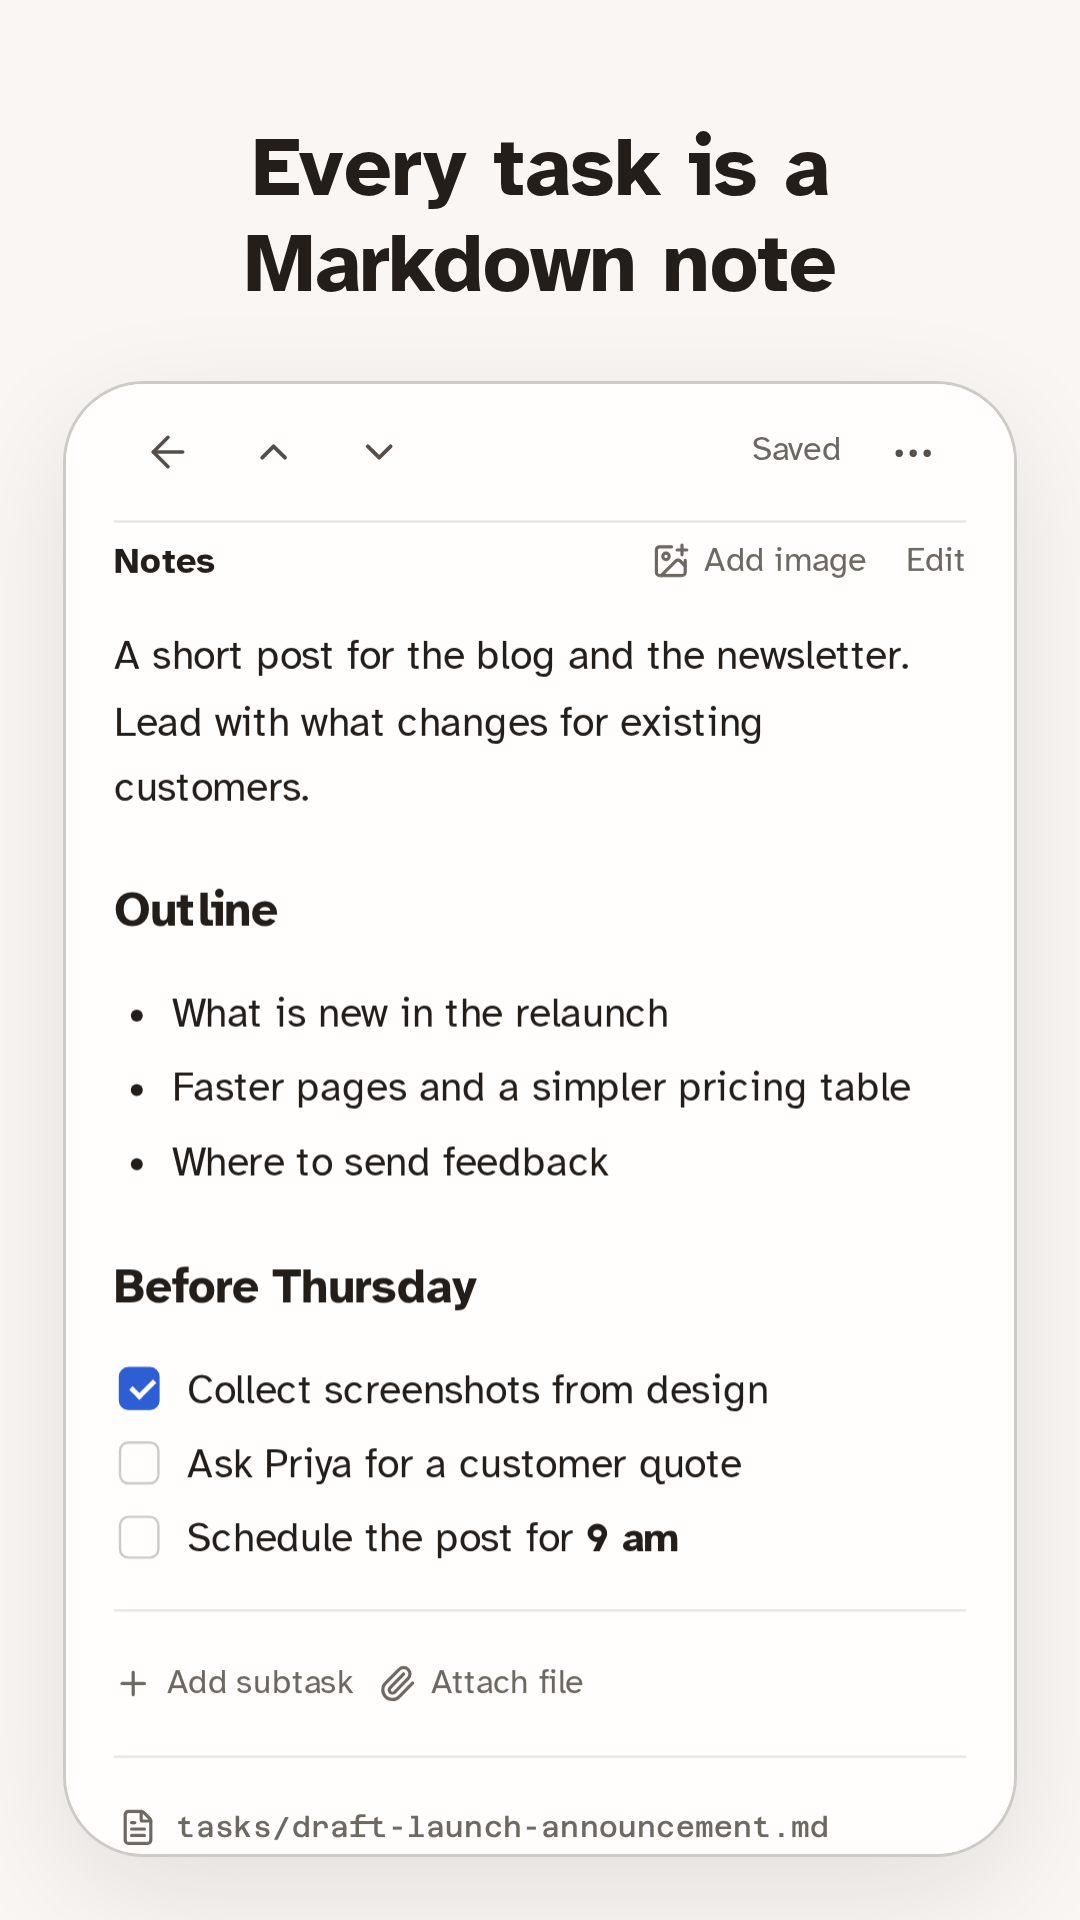 Every task is a
Markdown note
Saved
Notes
Add image
Edit
A short post for the blog and the newsletter.
Lead with what changes for existing
customers.
Outline
What is new in the relaunch
Faster pages and a simpler pricing table
Where to send feedback
Before Thursday
Collect screenshots from design
Ask Priya for a customer quote
Schedule the post for 9 am
Add subtask
Attach file
tasks/draft-launch-announcement.md